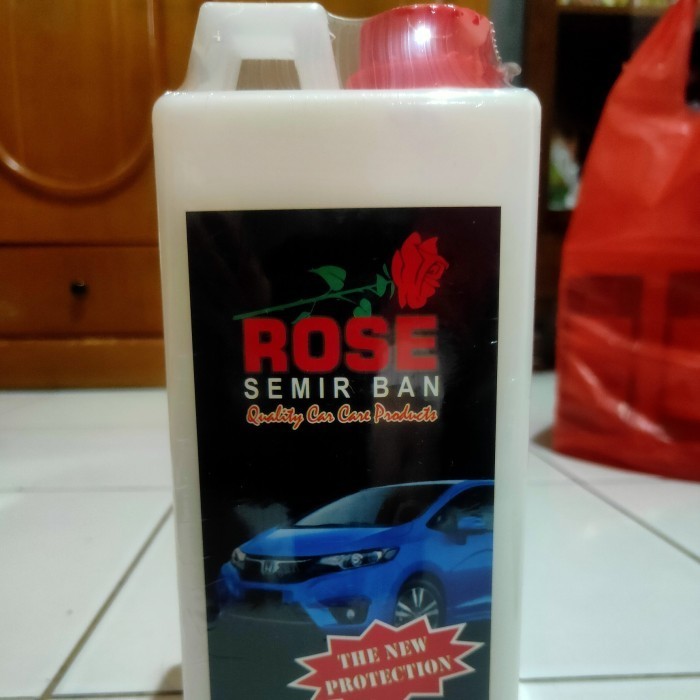 ROSE
SEMIR BAN
Quality Car Care Products
THE NEW
PROTECTION